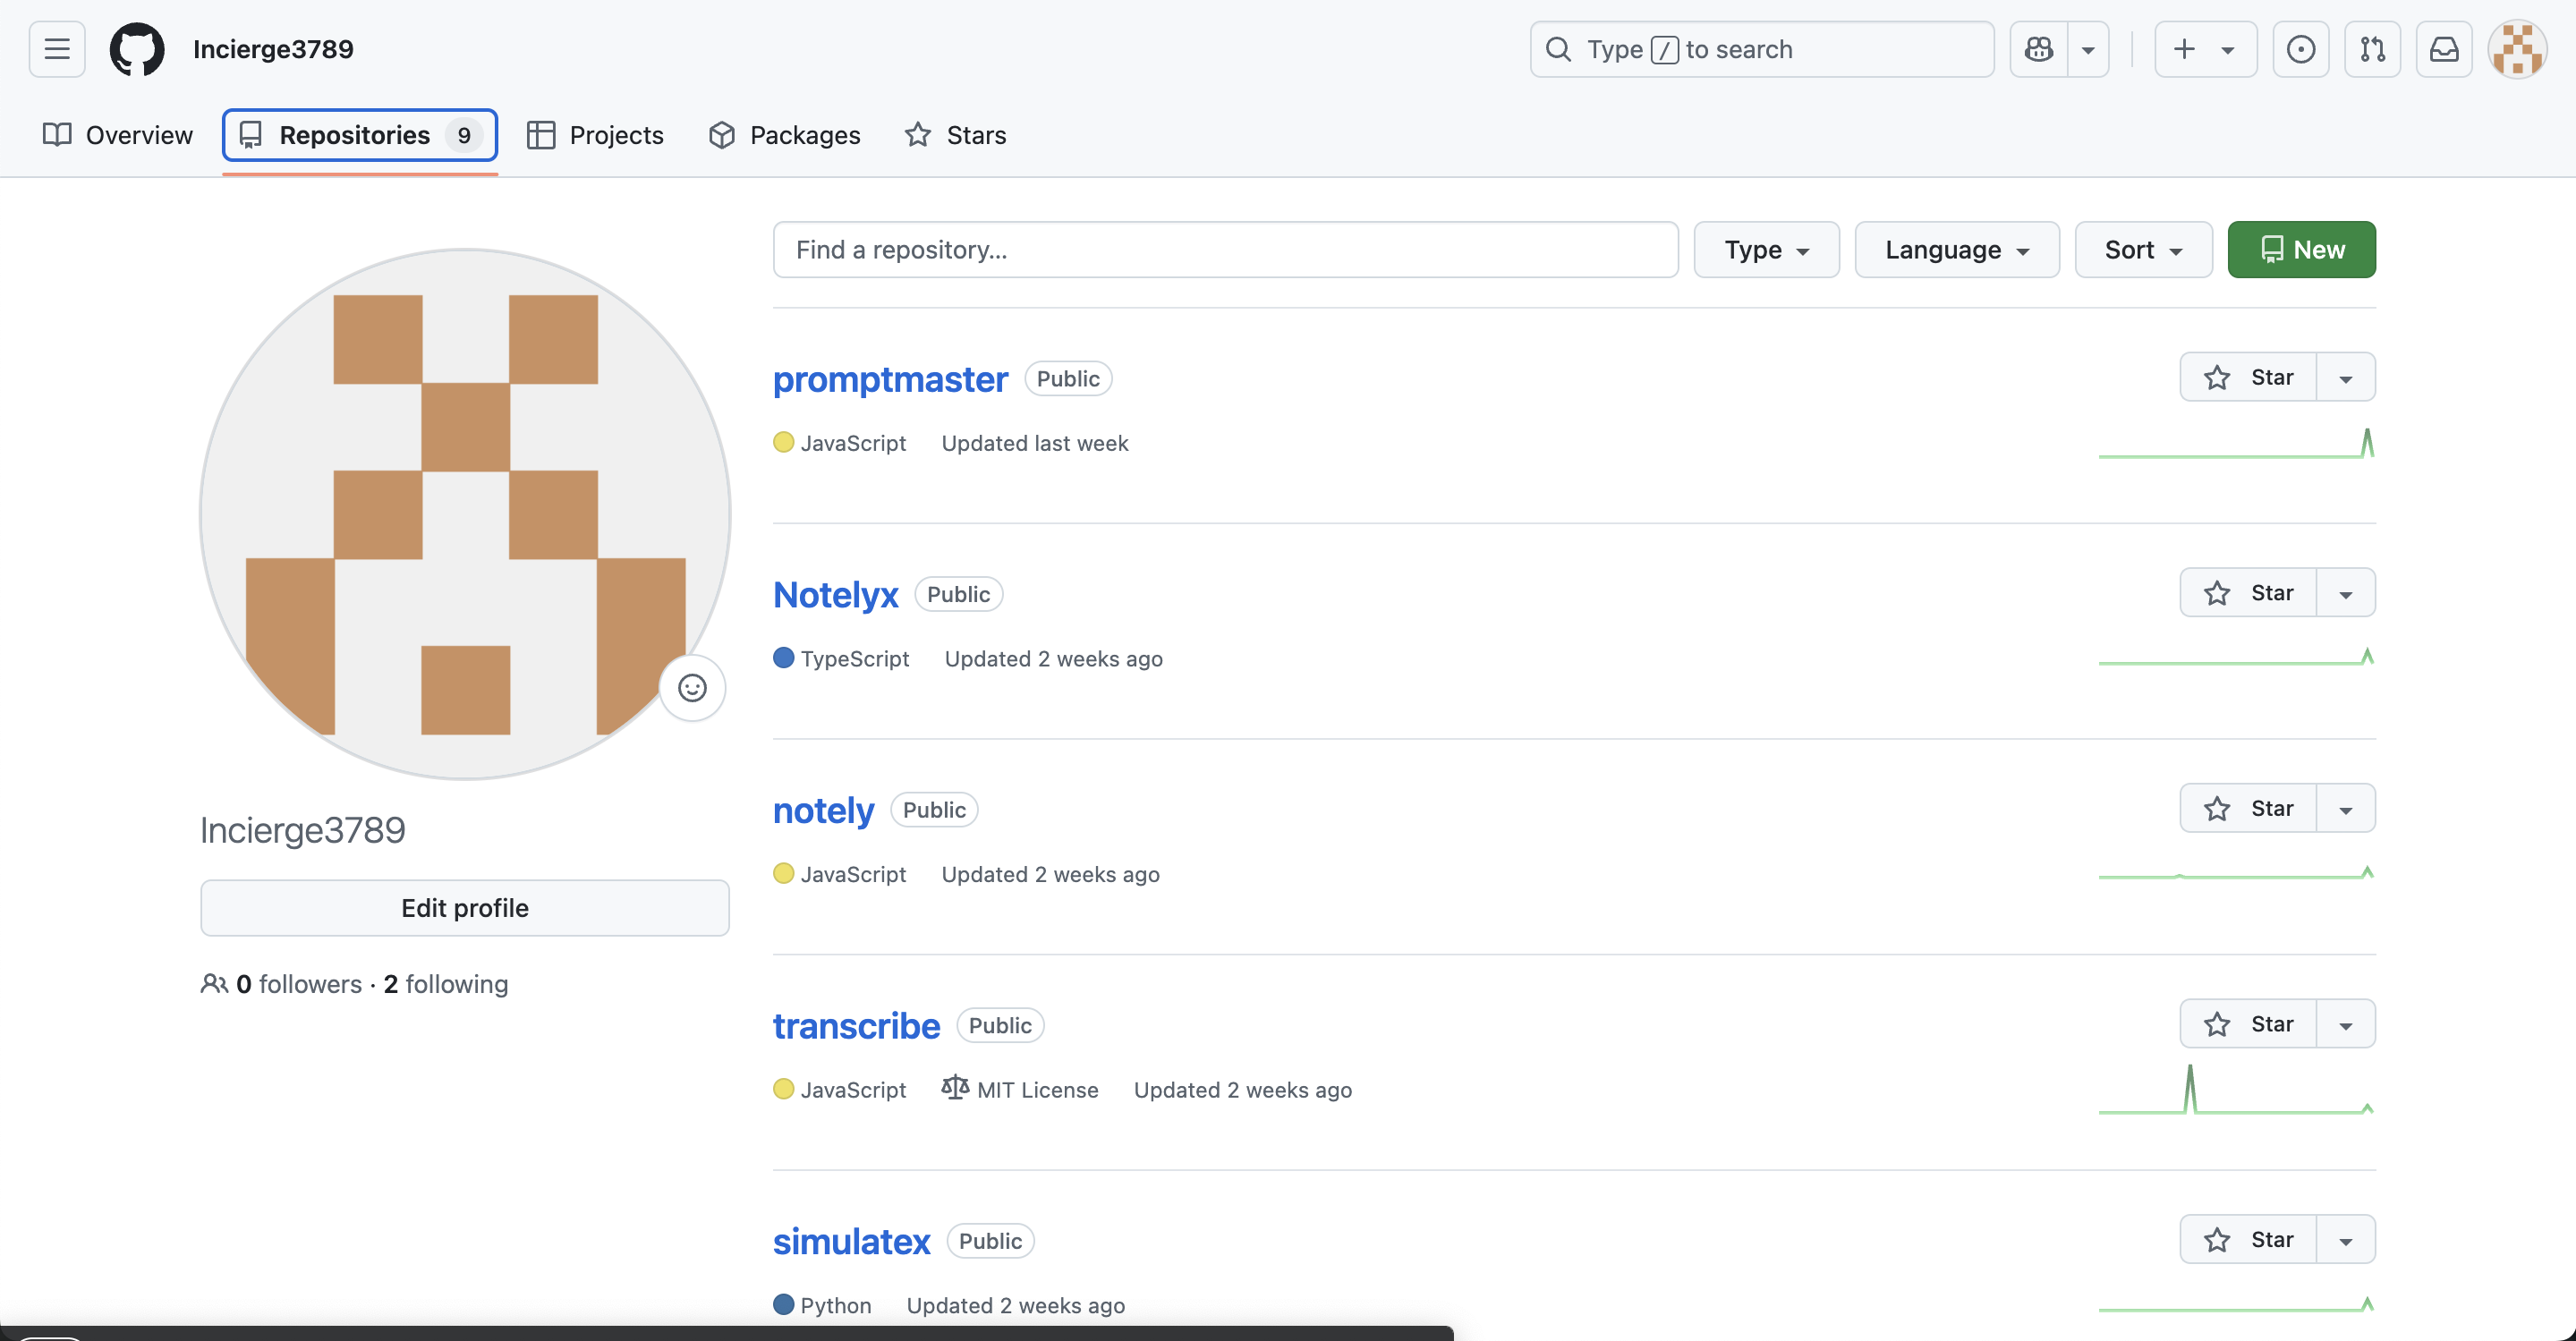 Incierge3789
Type / to search
Overview
Repositories 9
Projects
Packages
Stars
Find a repository...
Type
Language
Sort
New
Incierge3789
Edit profile
0 followers · 2 following
promptmaster Public
Star
JavaScript Updated last week
Notelyx Public
Star
TypeScript Updated 2 weeks ago
notely Public
Star
JavaScript Updated 2 weeks ago
transcribe Public
Star
JavaScript MIT License Updated 2 weeks ago
simulatex Public
Star
Python Updated 2 weeks ago